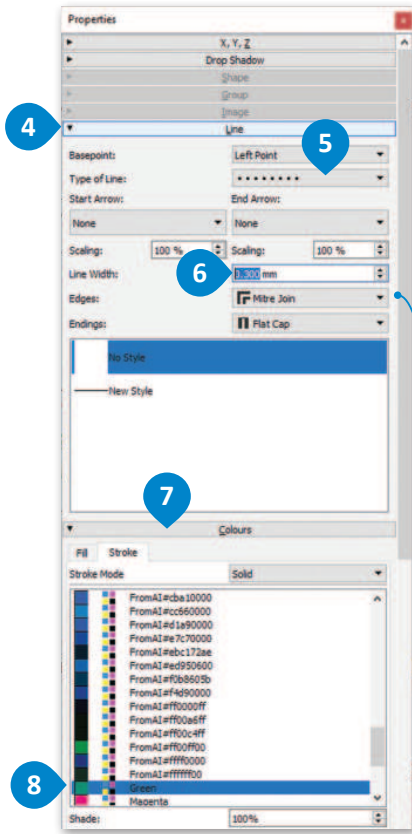 Properties
X, Y, Z
Drop Shadow
Shape
Group
Image
4
Line
Basepoint: Left Point
5
Type of Line:
Start Arrow: End Arrow:
None None
Scaling: 100 % Scaling: 100 %
6
Line Width: 0.300 mm
Edges: Mitre Join
Endings: Flat Cap
No Style
New Style
7
Colours
Fill Stroke
Stroke Mode Solid
FromAI#cba10000
FromAI#cc660000
FromAI#d1a90000
FromAI#e7c70000
FromAI#ebc172ae
FromAI#ed950600
FromAI#f0b8605b
FromAI#f4d90000
FromAI#ff0000ff
FromAI#ff00a6ff
FromAI#ff00c4ff
FromAI#ff00ff00
FromAI#ffff0000
FromAI#ffffff00
8
Green
Magenta
Shade: 100%